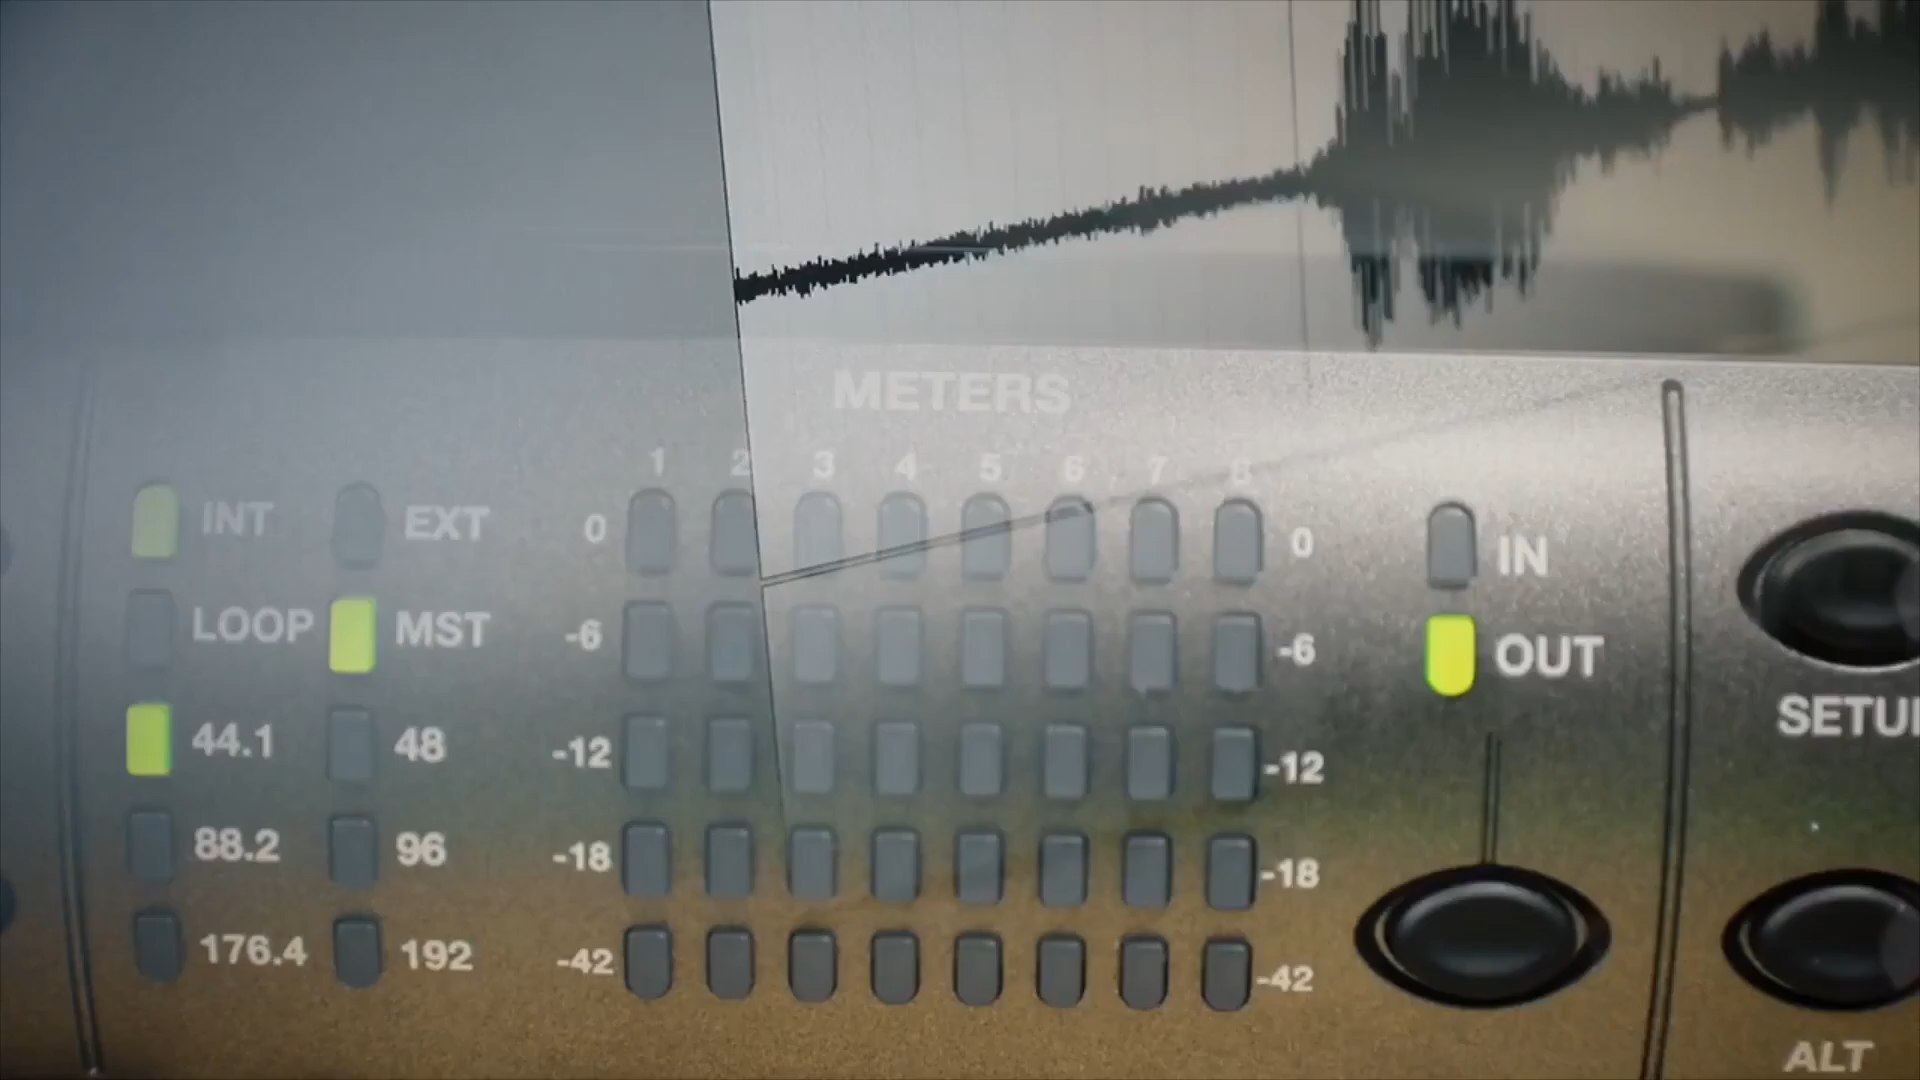 METERS
1 2 3 4 5 6 7 8
INT EXT 0 0 IN
LOOP MST -6 -6 OUT
44.1 48 -12 -12
88.2 96 -18 -18
176.4 192 -42 -42
SETU
ALT